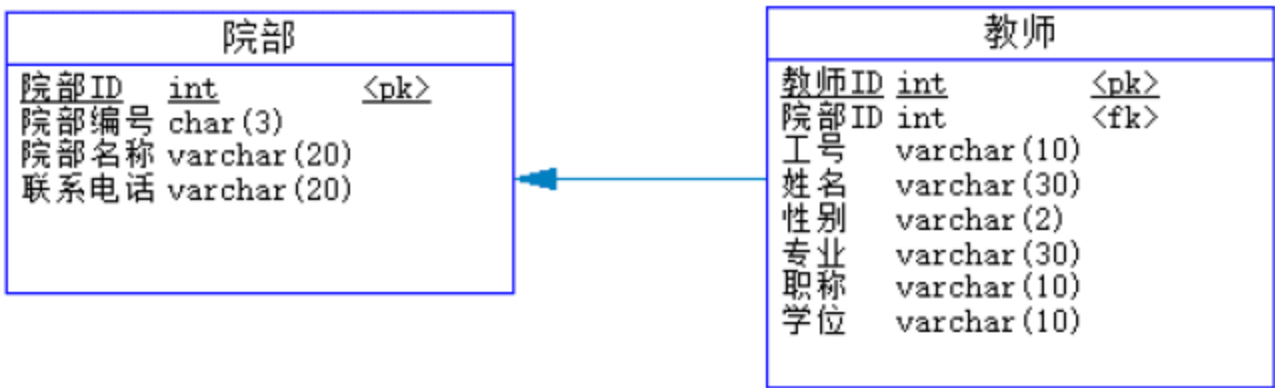 院部
院部ID int <pk>
院部编号 char(3)
院部名称 varchar(20)
联系电话 varchar(20)
教师
教师ID int <pk>
院部ID int <fk>
工号 varchar(10)
姓名 varchar(30)
性别 varchar(2)
专业 varchar(30)
职称 varchar(10)
学位 varchar(10)